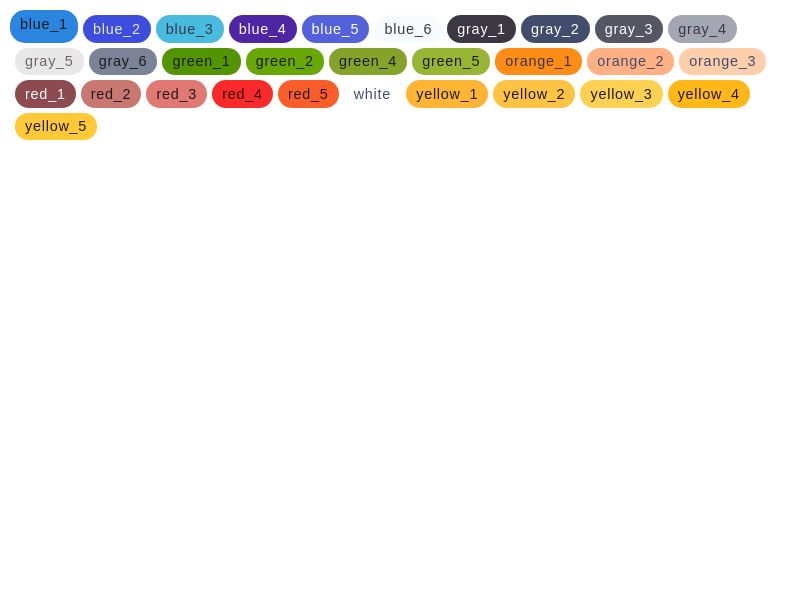 blue_1 blue_2 blue_3 blue_4 blue_5 blue_6 gray_1 gray_2 gray_3 gray_4
gray_5 gray_6 green_1 green_2 green_4 green_5 orange_1 orange_2 orange_3
red_1 red_2 red_3 red_4 red_5 white yellow_1 yellow_2 yellow_3 yellow_4
yellow_5